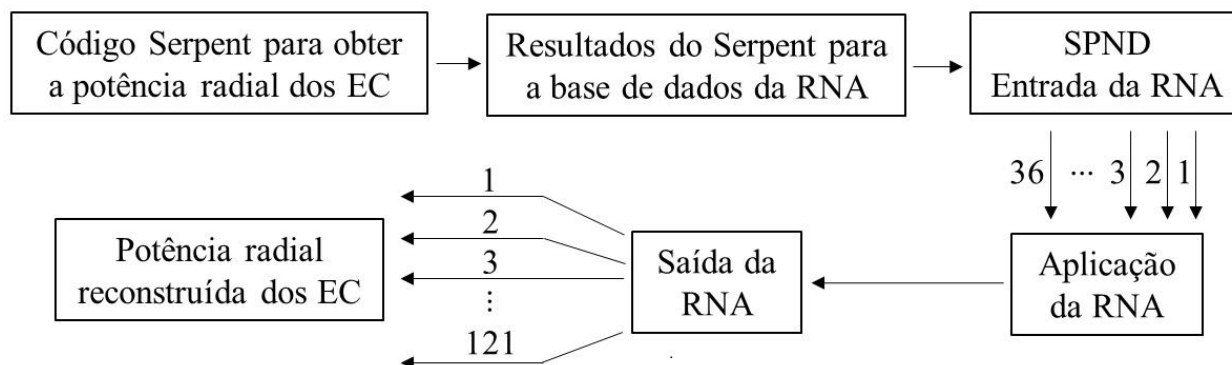 Código Serpent para obter
a potência radial dos EC
Resultados do Serpent para
a base de dados da RNA
SPND
Entrada da RNA
36 ... 3 2 1
Aplicação
da RNA
Saída da
RNA
1
2
3
⋮
121
Potência radial
reconstruída dos EC